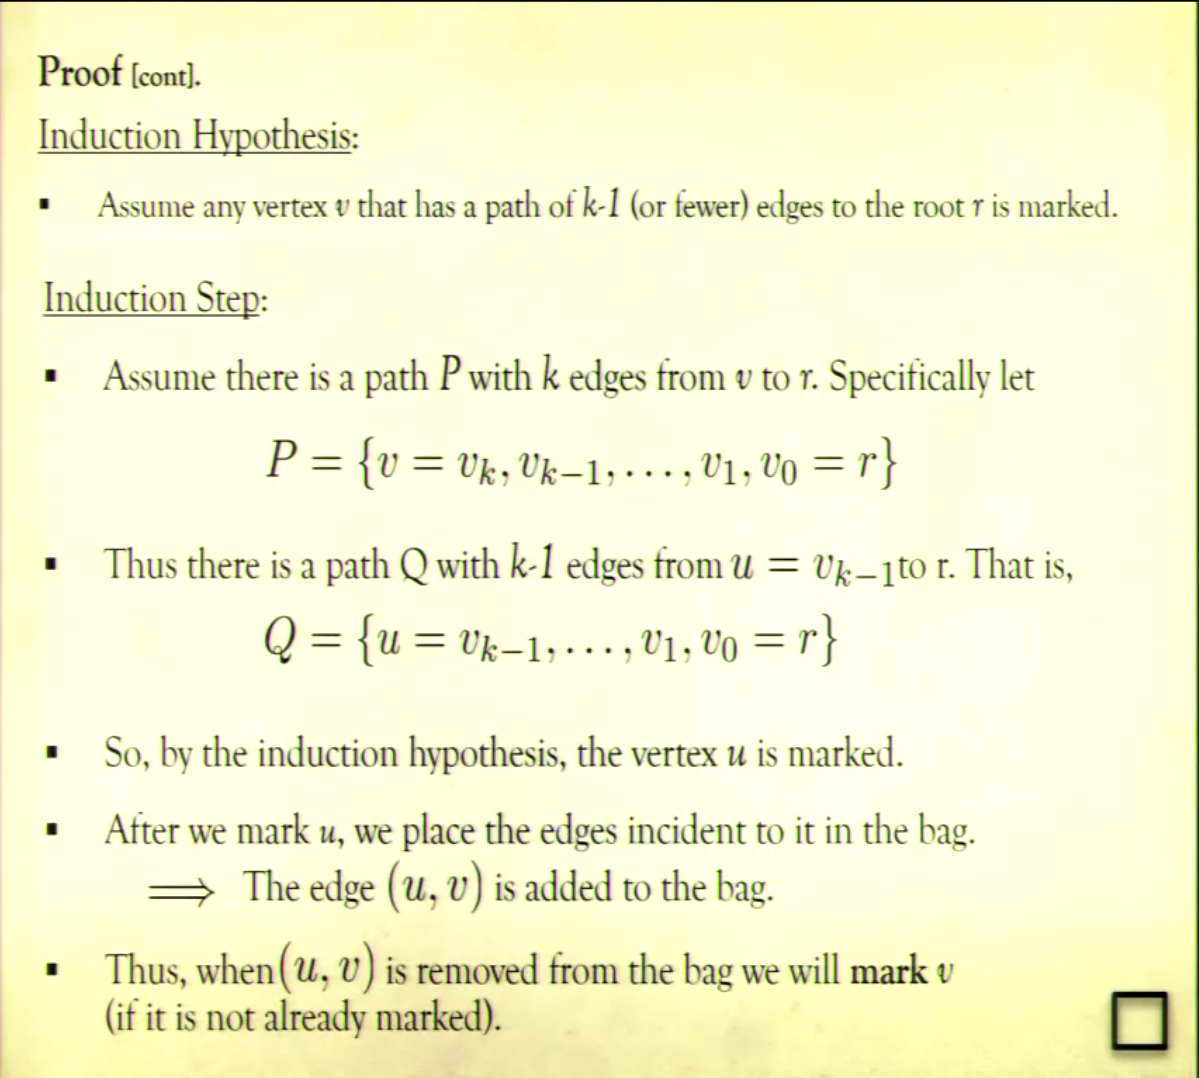 Proof [cont].
Induction Hypothesis:
▪ Assume any vertex v that has a path of k-1 (or fewer) edges to the root r is marked.
Induction Step:
▪ Assume there is a path P with k edges from v to r. Specifically let
P = {v = v_k, v_{k−1}, . . . , v_1, v_0 = r}
▪ Thus there is a path Q with k-1 edges from u = v_{k−1} to r. That is,
Q = {u = v_{k−1}, . . . , v_1, v_0 = r}
▪ So, by the induction hypothesis, the vertex u is marked.
▪ After we mark u, we place the edges incident to it in the bag.
⟹ The edge (u, v) is added to the bag.
▪ Thus, when (u, v) is removed from the bag we will mark v
(if it is not already marked).
□